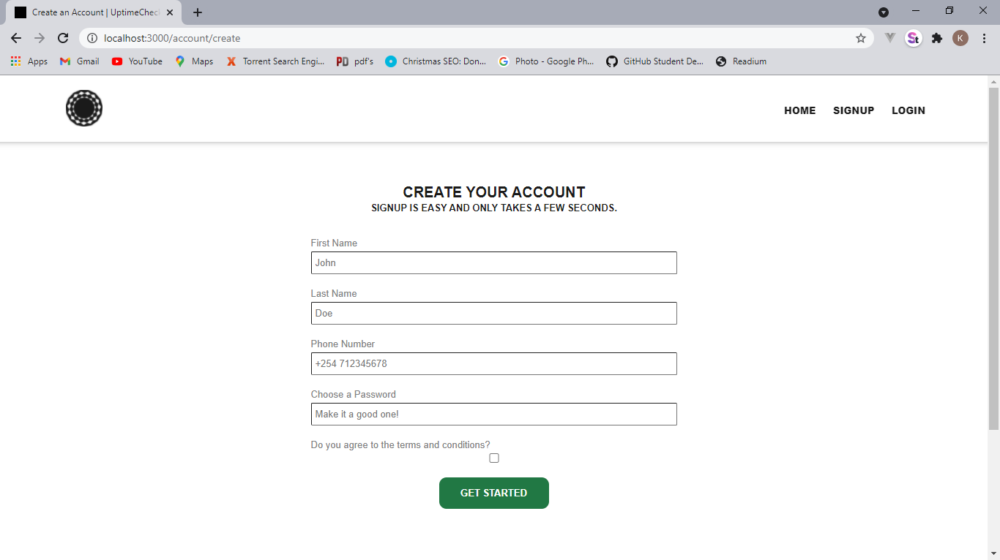 Create an Account | UptimeChec
localhost:3000/account/create
K
Apps Gmail YouTube Maps Torrent Search Engi... pdf's Christmas SEO: Don... Photo - Google Ph... GitHub Student De... Readium
HOME SIGNUP LOGIN
CREATE YOUR ACCOUNT
SIGNUP IS EASY AND ONLY TAKES A FEW SECONDS.
First Name
John
Last Name
Doe
Phone Number
+254 712345678
Choose a Password
Make it a good one!
Do you agree to the terms and conditions?
GET STARTED